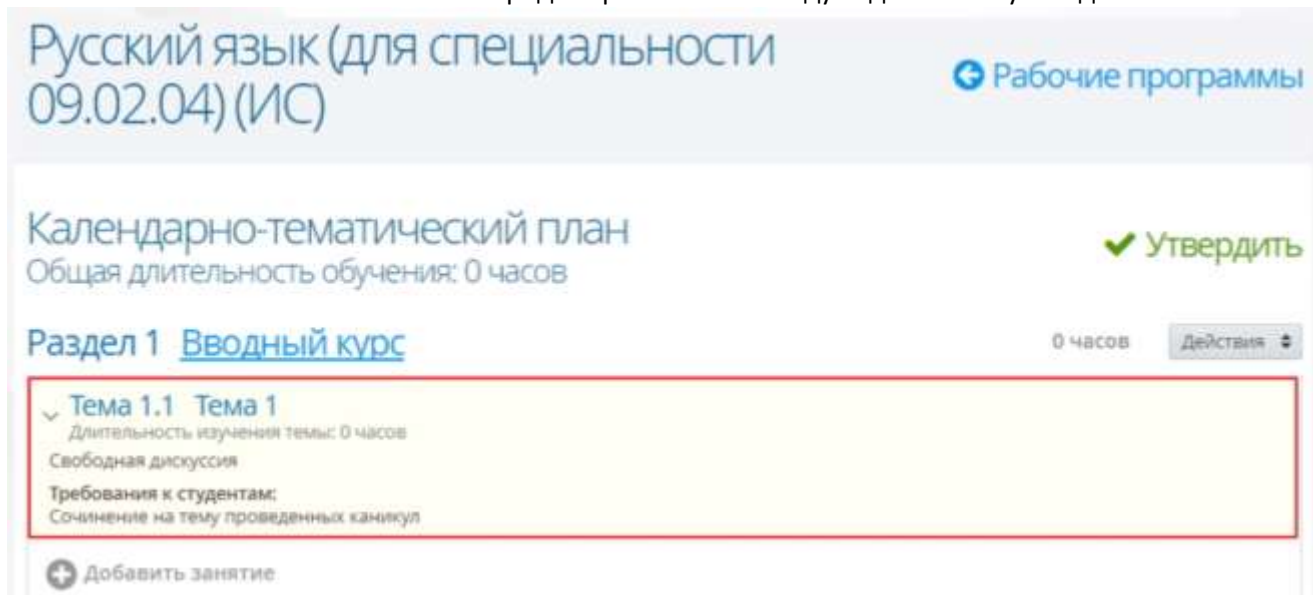 Русский язык (для специальности
09.02.04) (ИС)
Рабочие программы
Календарно-тематический план
Утвердить
Общая длительность обучения: 0 часов
Раздел 1 Вводный курс
0 часов
Действия
Тема 1.1 Тема 1
Длительность изучения темы: 0 часов
Свободная дискуссия
Требования к студентам:
Сочинение на тему проведенных каникул
Добавить занятие